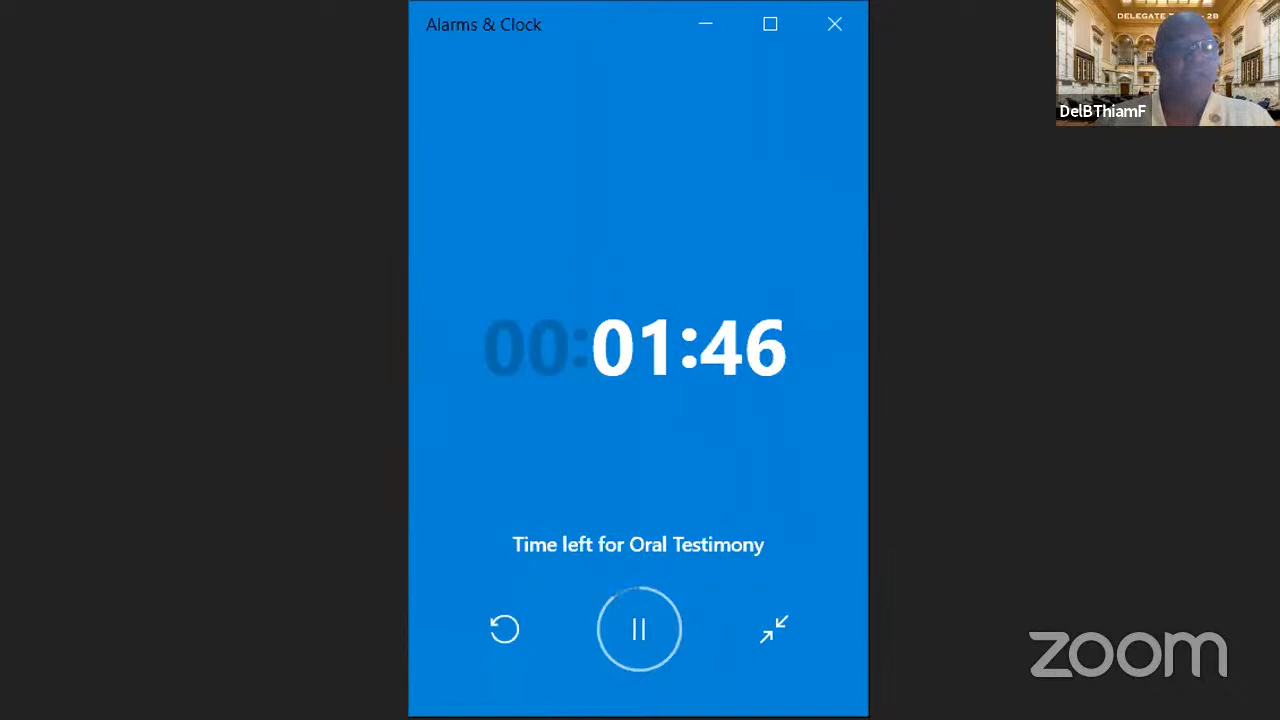 Alarms & Clock
DelBThiamF
00:01:46
Time left for Oral Testimony
zoom